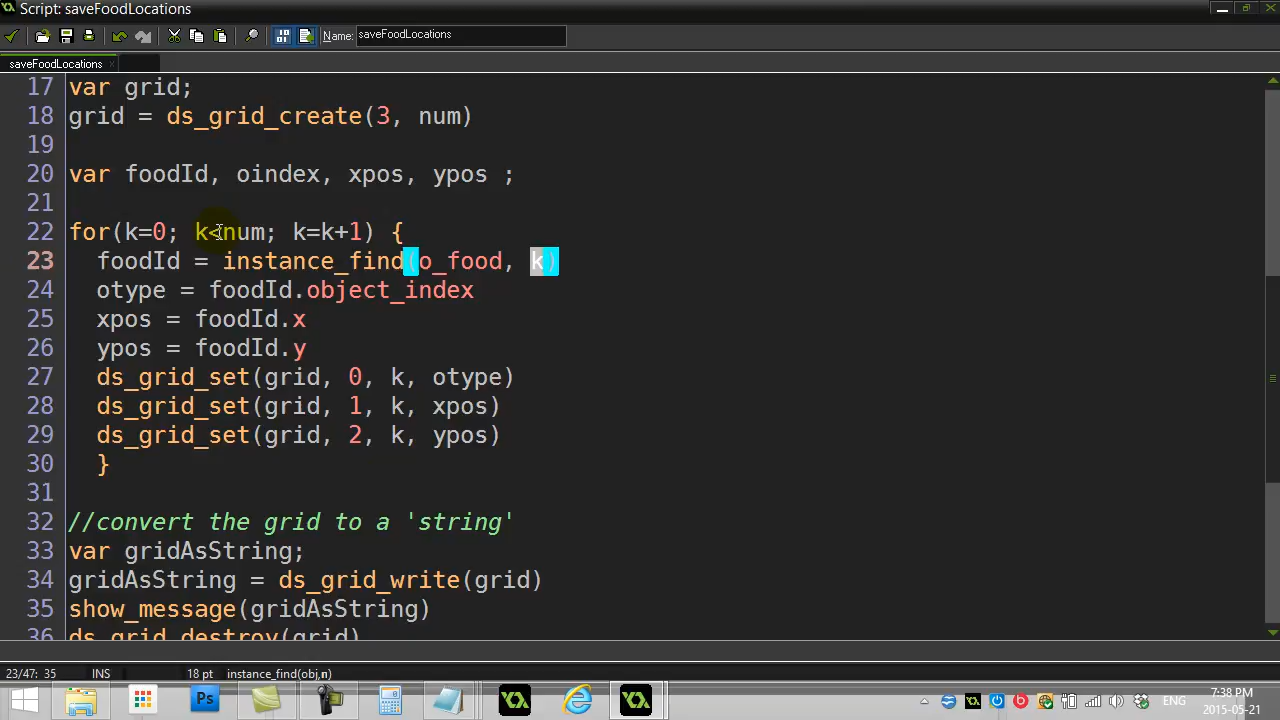 Script: saveFoodLocations
Name: saveFoodLocations
saveFoodLocations
17 var grid;
18 grid = ds_grid_create(3, num)
19
20 var foodId, oindex, xpos, ypos ;
21
22 for(k=0; k<num; k=k+1) {
23 foodId = instance_find(o_food, k)
24 otype = foodId.object_index
25 xpos = foodId.x
26 ypos = foodId.y
27 ds_grid_set(grid, 0, k, otype)
28 ds_grid_set(grid, 1, k, xpos)
29 ds_grid_set(grid, 2, k, ypos)
30 }
31
32 //convert the grid to a 'string'
33 var gridAsString;
34 gridAsString = ds_grid_write(grid)
35 show_message(gridAsString)
36 ds_grid_destroy(grid)
23/47: 35 INS 18 pt instance_find(obj,n)
Ps ENG 7:38 PM
2015-05-21